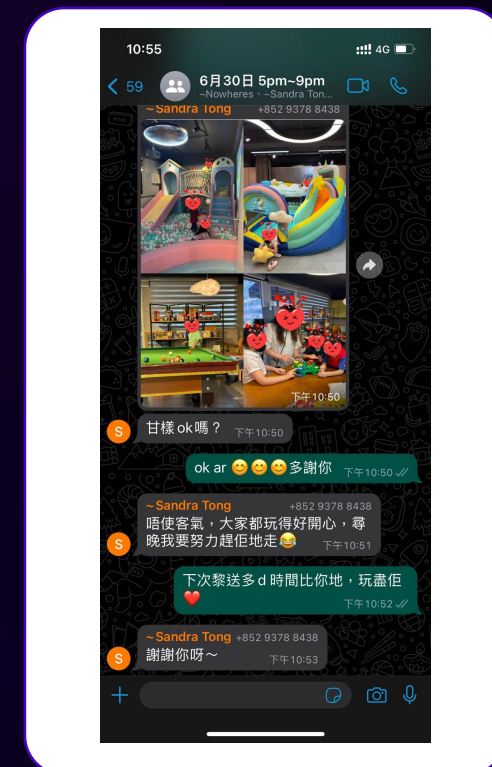 10:55
4G
59
6月30日 5pm~9pm
~Nowheres、~Sandra Ton...
~Sandra Tong +852 9378 8438
下午10:50
S
甘樣ok嗎？ 下午10:50
ok ar 😊😊😊多謝你 下午10:50
~Sandra Tong +852 9378 8438
唔使客氣，大家都玩得好開心，尋
晚我要努力趕佢地走😂 下午10:51
S
下次黎送多d時間比你地，玩盡佢
❤️ 下午10:52
~Sandra Tong +852 9378 8438
謝謝你呀～ 下午10:53
S